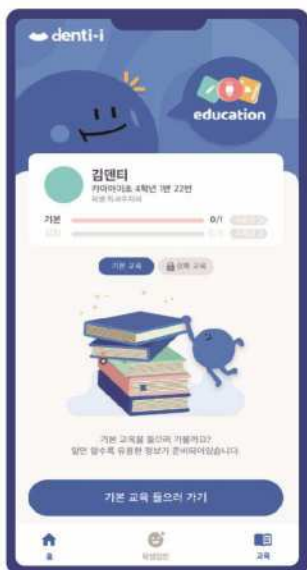 denti-i
education
김덴티
카아이이초 4학년 1반 22번
기본 0/1
기본 교육 심화 교육
기본 교육을 들으러 가볼까요?
알면 알수록 유용한 정보가 준비되어있습니다.
기본 교육 들으러 가기
홈 교육